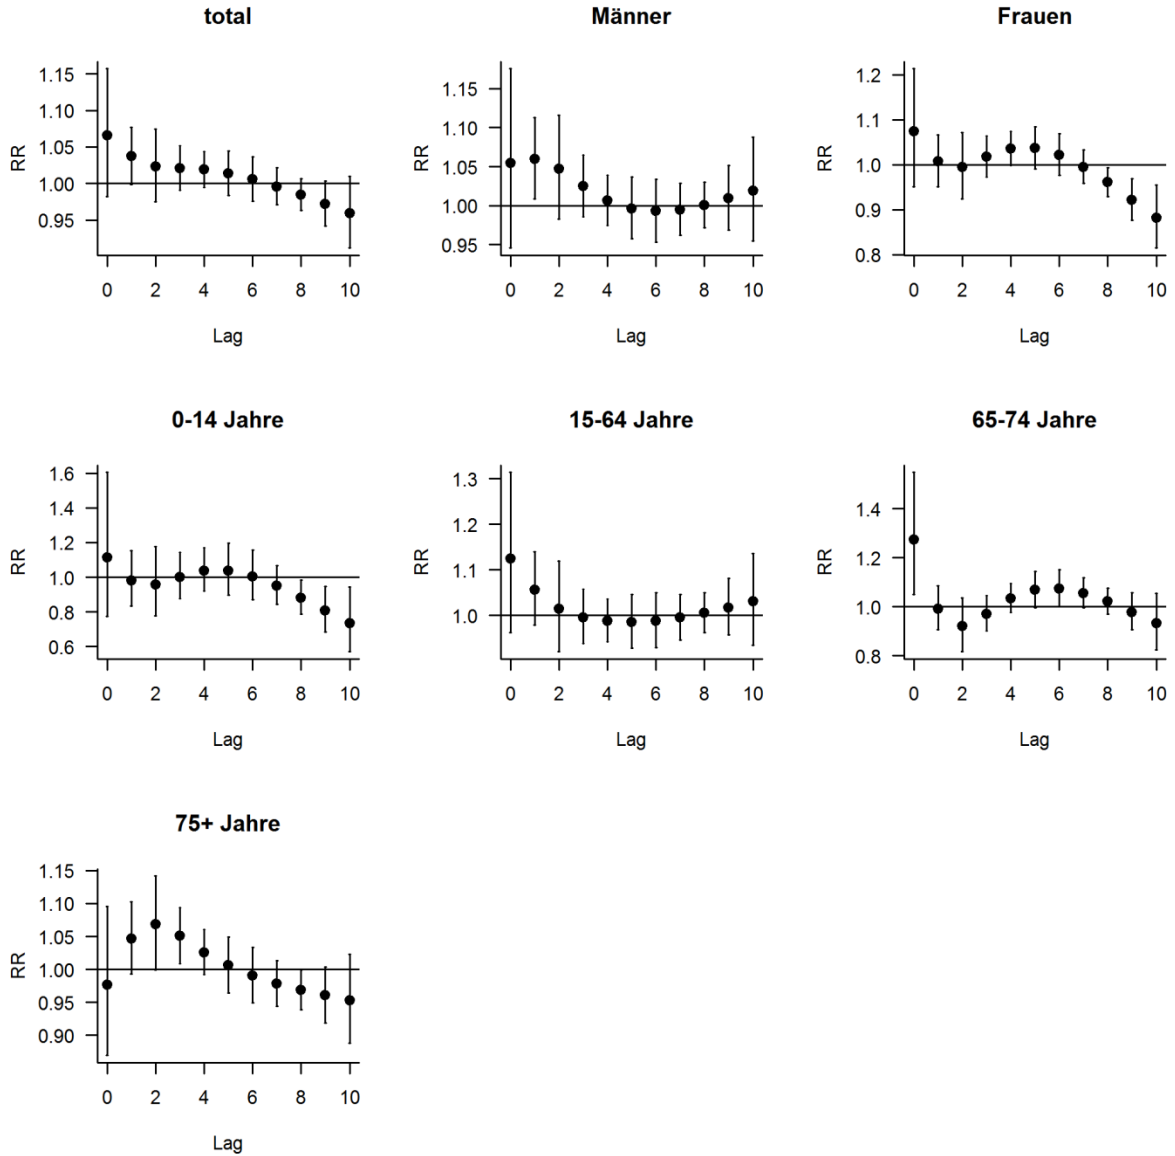 total
RR
1.15
1.10
1.05
1.00
0.95
0 2 4 6 8 10
Lag
Männer
RR
1.15
1.10
1.05
1.00
0.95
0 2 4 6 8 10
Lag
Frauen
RR
1.2
1.1
1.0
0.9
0.8
0 2 4 6 8 10
Lag
0-14 Jahre
RR
1.6
1.4
1.2
1.0
0.8
0.6
0 2 4 6 8 10
Lag
15-64 Jahre
RR
1.3
1.2
1.1
1.0
0 2 4 6 8 10
Lag
65-74 Jahre
RR
1.4
1.2
1.0
0.8
0 2 4 6 8 10
Lag
75+ Jahre
RR
1.15
1.10
1.05
1.00
0.95
0.90
0 2 4 6 8 10
Lag